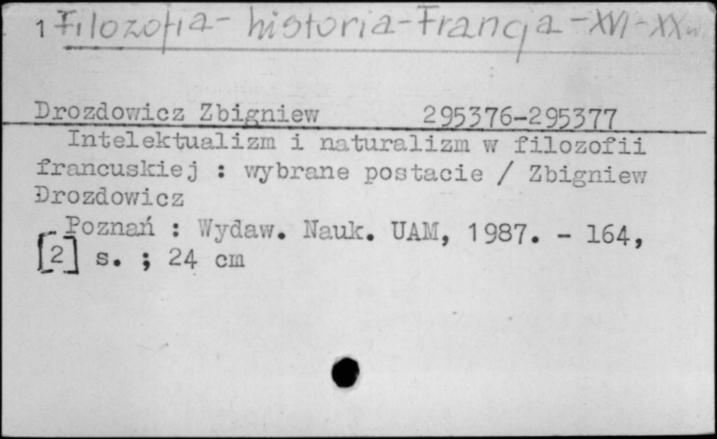 1 Filozofia - historia - Francja - XVI - XX w
Drozdowicz Zbigniew 295376-295377
Intelektualizm i naturalizm w filozofii
francuskiej : wybrane postacie / Zbigniew
Drozdowicz
Poznań : Wydaw. Nauk. UAM, 1987. - 164,
[2] s. ; 24 cm